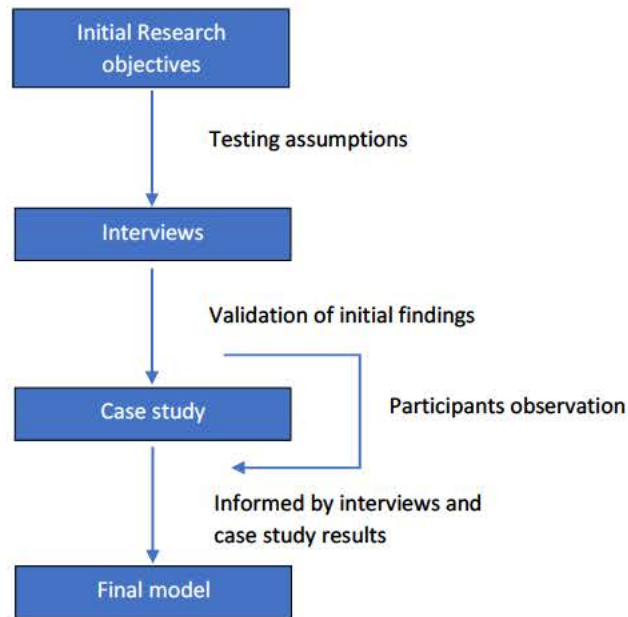 Initial Research
objectives
Testing assumptions
Interviews
Validation of initial findings
Case study
Participants observation
Informed by interviews and
case study results
Final model